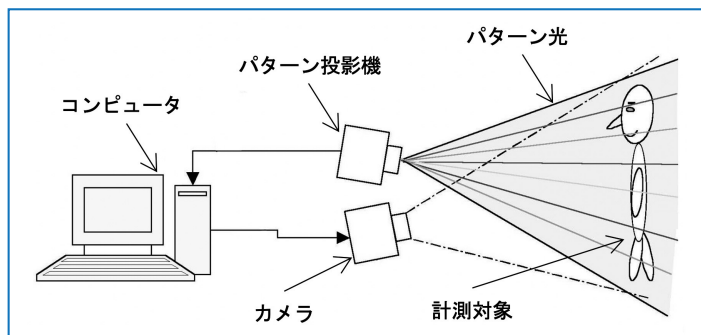 パターン光
パターン投影機
コンピュータ
カメラ
計測対象